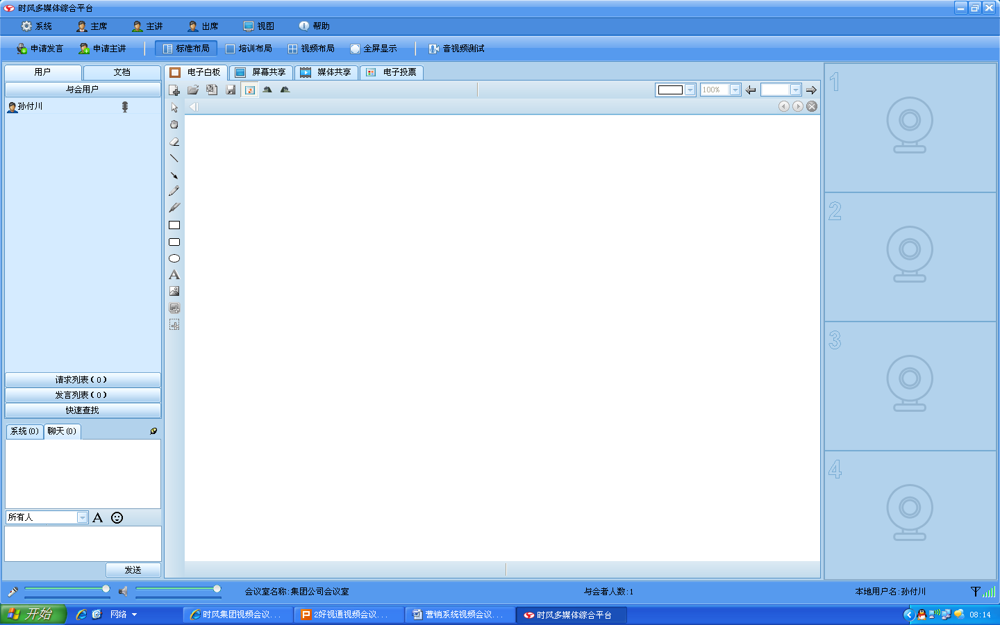 时风多媒体综合平台
系统 主席 主讲 出席 视图 帮助
申请发言 申请主讲 标准布局 培训布局 视频布局 全屏显示 音视频测试
用户 文档 电子白板 屏幕共享 媒体共享 电子投票
与会用户 100%
孙付川
1
2
3
4
请求列表(0)
发言列表(0)
快速查找
系统(0) 聊天(0)
所有人
发送
会议室名称:集团公司会议室 与会者人数:1 本地用户名:孙付川
开始 网络 时风集团视频会议... 2好视通视频会议... 营销系统视频会议... 时风多媒体综合平台 08:14